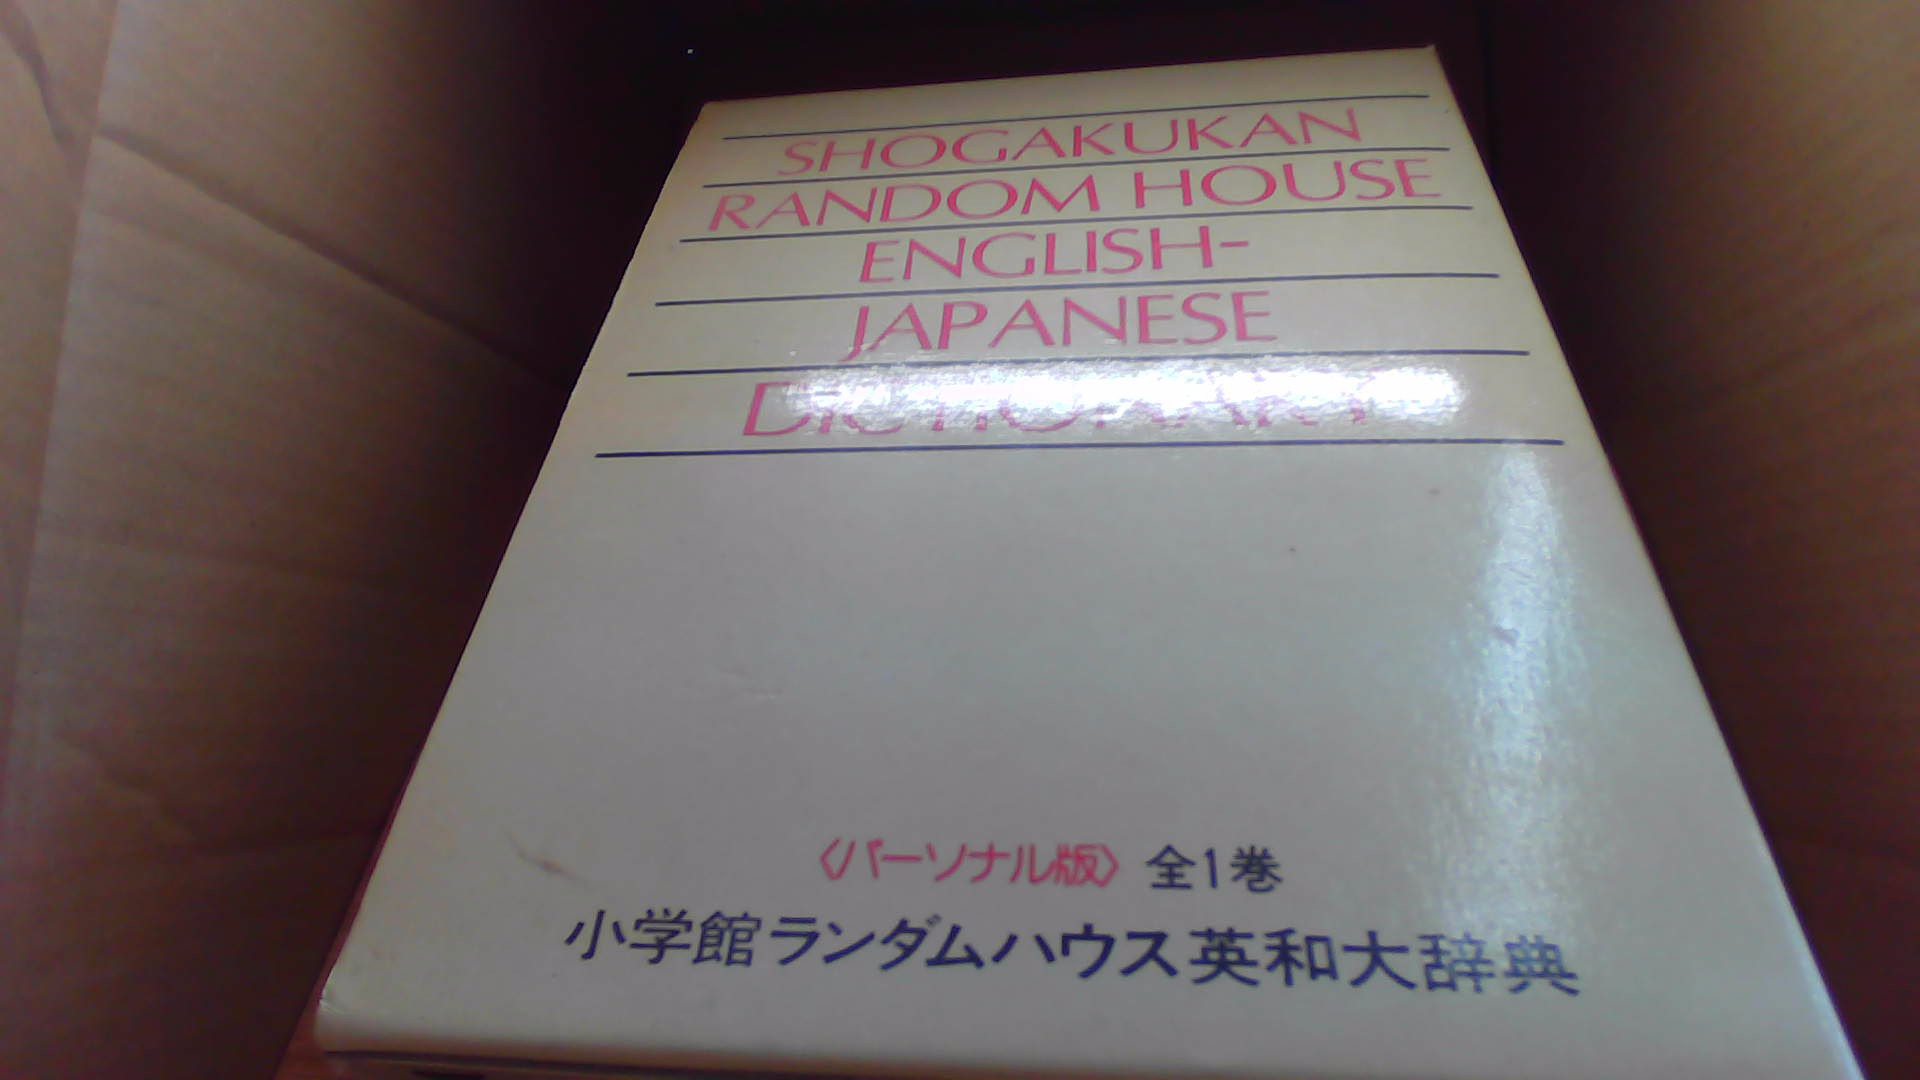 SHOGAKUKAN
RANDOM HOUSE
ENGLISH-
JAPANESE
DICTIONARY
〈パーソナル版〉 全1巻
小学館ランダムハウス英和大辞典